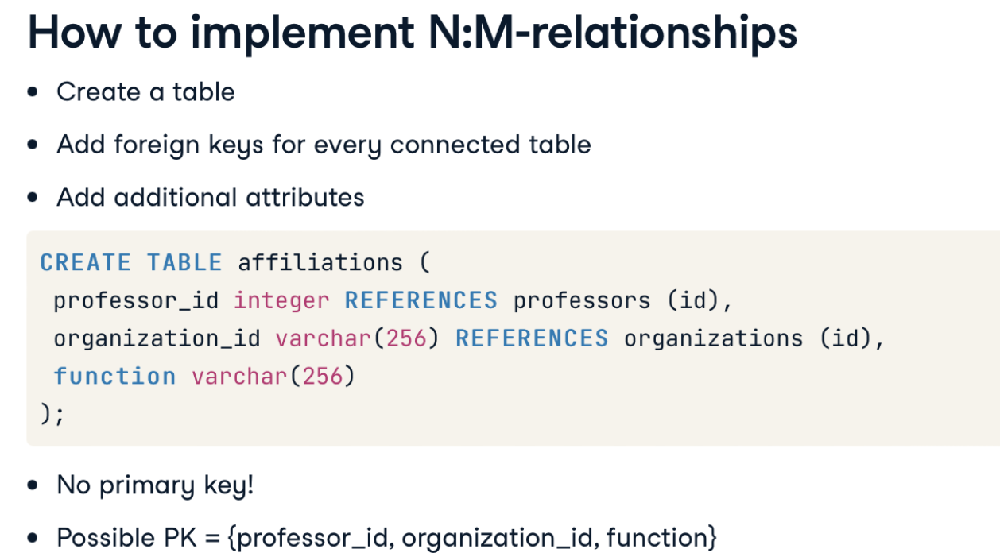 How to implement N:M-relationships
• Create a table
• Add foreign keys for every connected table
• Add additional attributes
CREATE TABLE affiliations (
 professor_id integer REFERENCES professors (id),
 organization_id varchar(256) REFERENCES organizations (id),
 function varchar(256)
);
• No primary key!
• Possible PK = {professor_id, organization_id, function}